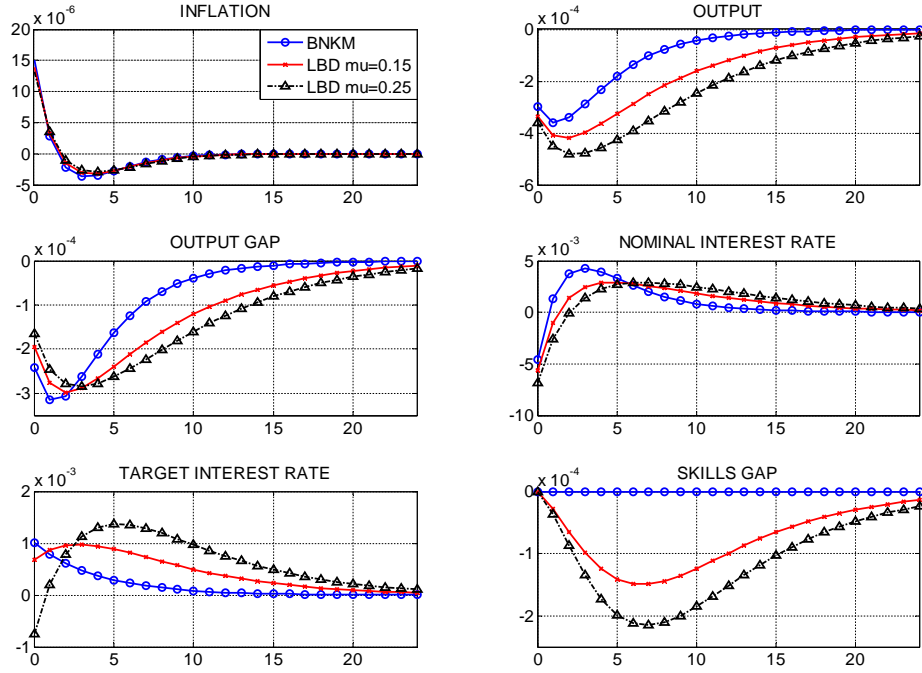 INFLATION
x 10^-6
20
15
10
5
0
-5
0 5 10 15 20
BNKM
LBD mu=0.15
LBD mu=0.25
OUTPUT
x 10^-4
0
-2
-4
-6
0 5 10 15 20
OUTPUT GAP
x 10^-4
0
-1
-2
-3
0 5 10 15 20
NOMINAL INTEREST RATE
x 10^-3
5
0
-5
-10
0 5 10 15 20
TARGET INTEREST RATE
x 10^-3
2
1
0
-1
0 5 10 15 20
SKILLS GAP
x 10^-4
0
-1
-2
0 5 10 15 20